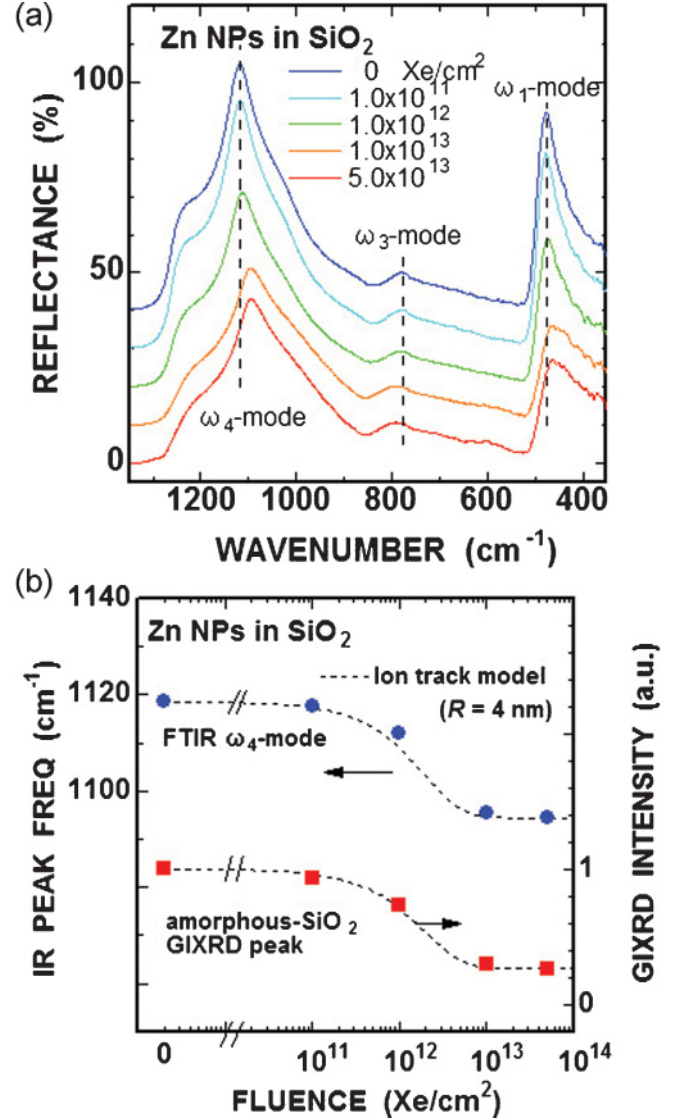 (a)
Zn NPs in SiO2
0 Xe/cm2
1.0x10 11
1.0x10 12
1.0x10 13
5.0x10 13
ω1-mode
ω3-mode
ω4-mode
REFLECTANCE (%)
100
50
0
1200 1000 800 600 400
WAVENUMBER (cm-1)
(b)
1140
1120
1100
IR PEAK FREQ (cm-1)
Zn NPs in SiO2
Ion track model
(R = 4 nm)
FTIR ω4-mode
amorphous-SiO2
GIXRD peak
1
0
GIXRD INTENSITY (a.u.)
0 10 11 10 12 10 13 10 14
FLUENCE (Xe/cm2)